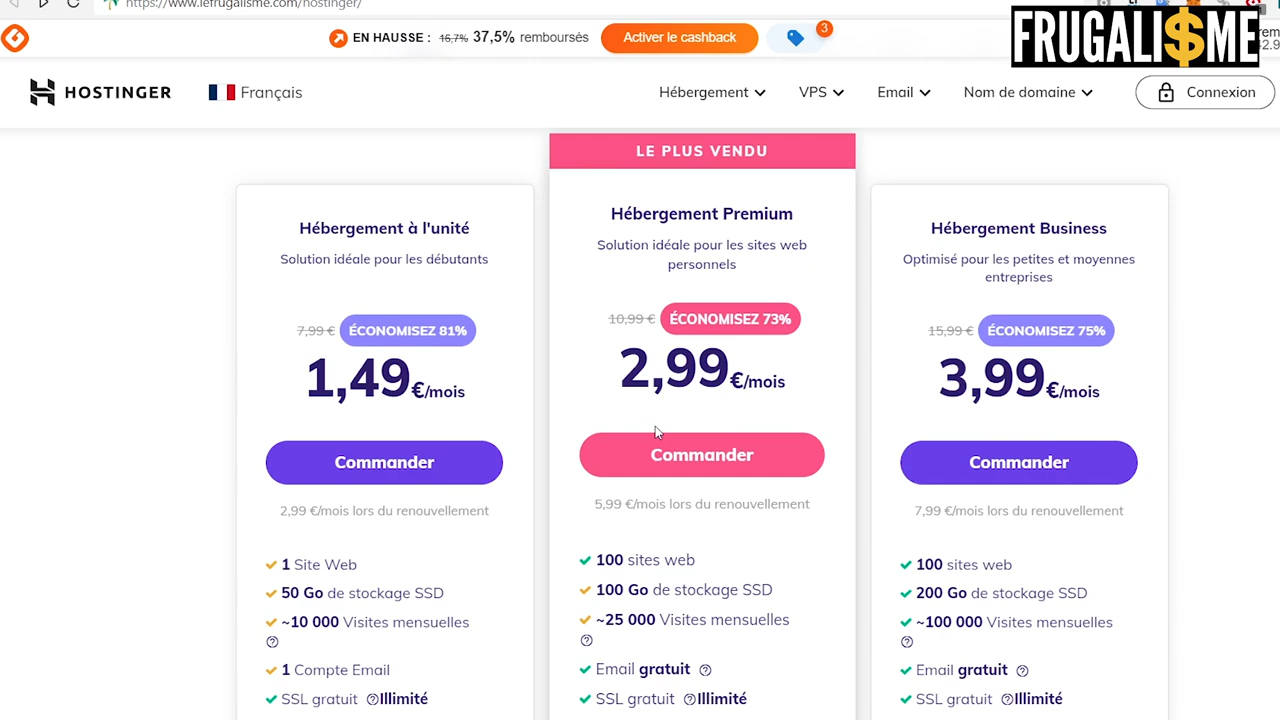 https://www.lefrugalisme.com/hostinger/
FRUGALI$ME
EN HAUSSE : 16,7% 37,5% remboursés
Activer le cashback
3
HOSTINGER
Français
Hébergement
VPS
Email
Nom de domaine
Connexion
Hébergement à l'unité
Solution idéale pour les débutants
7,99 € ÉCONOMISEZ 81%
1,49 €/mois
Commander
2,99 €/mois lors du renouvellement
1 Site Web
50 Go de stockage SSD
~10 000 Visites mensuelles
?
1 Compte Email
SSL gratuit ? Illimité
LE PLUS VENDU
Hébergement Premium
Solution idéale pour les sites web
personnels
10,99 € ÉCONOMISEZ 73%
2,99 €/mois
Commander
5,99 €/mois lors du renouvellement
100 sites web
100 Go de stockage SSD
~25 000 Visites mensuelles
?
Email gratuit ?
SSL gratuit ? Illimité
Hébergement Business
Optimisé pour les petites et moyennes
entreprises
15,99 € ÉCONOMISEZ 75%
3,99 €/mois
Commander
7,99 €/mois lors du renouvellement
100 sites web
200 Go de stockage SSD
~100 000 Visites mensuelles
?
Email gratuit ?
SSL gratuit ? Illimité